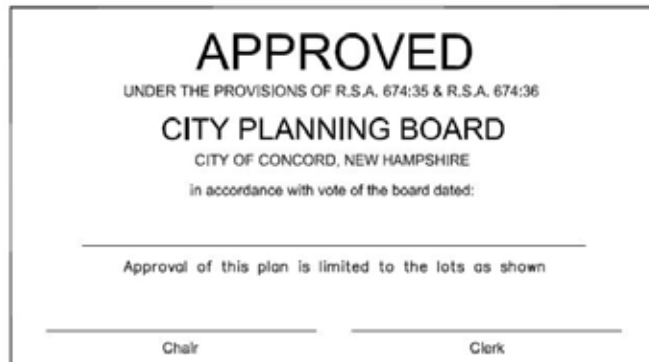 APPROVED
UNDER THE PROVISIONS OF R.S.A. 674:35 & R.S.A. 674:36
CITY PLANNING BOARD
CITY OF CONCORD, NEW HAMPSHIRE
in accordance with vote of the board dated:
Approval of this plan is limited to the lots as shown
Chair Clerk